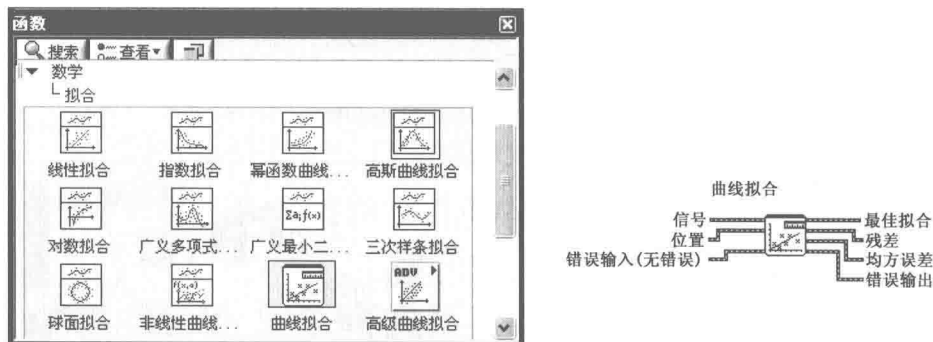 函数
搜索 查看
数学
拟合
线性拟合 指数拟合 幂函数曲线... 高斯曲线拟合
Σaᵢf(x)
对数拟合 广义多项式... 广义最小二... 三次样条拟合
f(x,a) ADV
球面拟合 非线性曲线... 曲线拟合 高级曲线拟合
曲线拟合
信号 最佳拟合
位置 残差
错误输入(无错误) 均方误差
错误输出